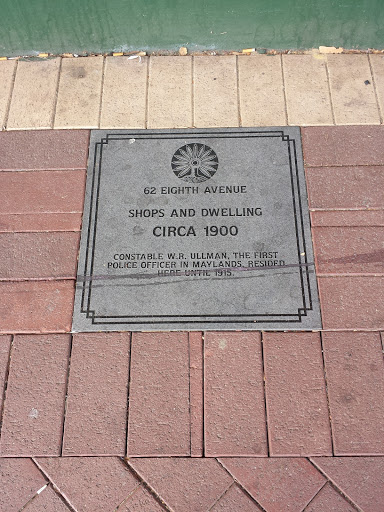 62 EIGHTH AVENUE
SHOPS AND DWELLING
CIRCA 1900
CONSTABLE W.R. ULLMAN, THE FIRST
POLICE OFFICER IN MAYLANDS, RESIDED
HERE UNTIL 1915.